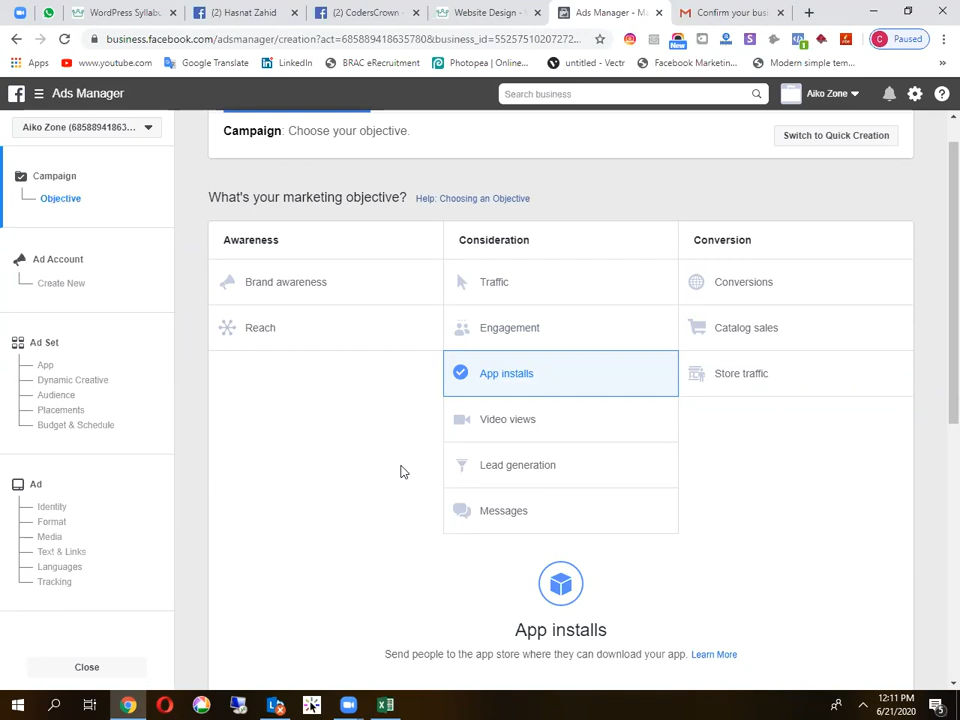 WordPress Syllabu
(2) Hasnat Zahid
(2) CodersCrown
Website Design -
Ads Manager - M
Confirm your busi
business.facebook.com/adsmanager/creation?act=685889418635780&business_id=55257510207272...
New
Paused
Apps
www.youtube.com
Google Translate
LinkedIn
BRAC eRecruitment
Photopea | Online...
untitled - Vectr
Facebook Marketin...
Modern simple tem...
Ads Manager
Search business
Aiko Zone
Aiko Zone (68588941863...
Campaign
Objective
Ad Account
Create New
Ad Set
App
Dynamic Creative
Audience
Placements
Budget & Schedule
Ad
Identity
Format
Media
Text & Links
Languages
Tracking
Close
Campaign: Choose your objective.
Switch to Quick Creation
What's your marketing objective? Help: Choosing an Objective
Awareness
Consideration
Conversion
Brand awareness
Traffic
Conversions
Reach
Engagement
Catalog sales
App installs
Store traffic
Video views
Lead generation
Messages
App installs
Send people to the app store where they can download your app. Learn More
12:11 PM
6/21/2020
5